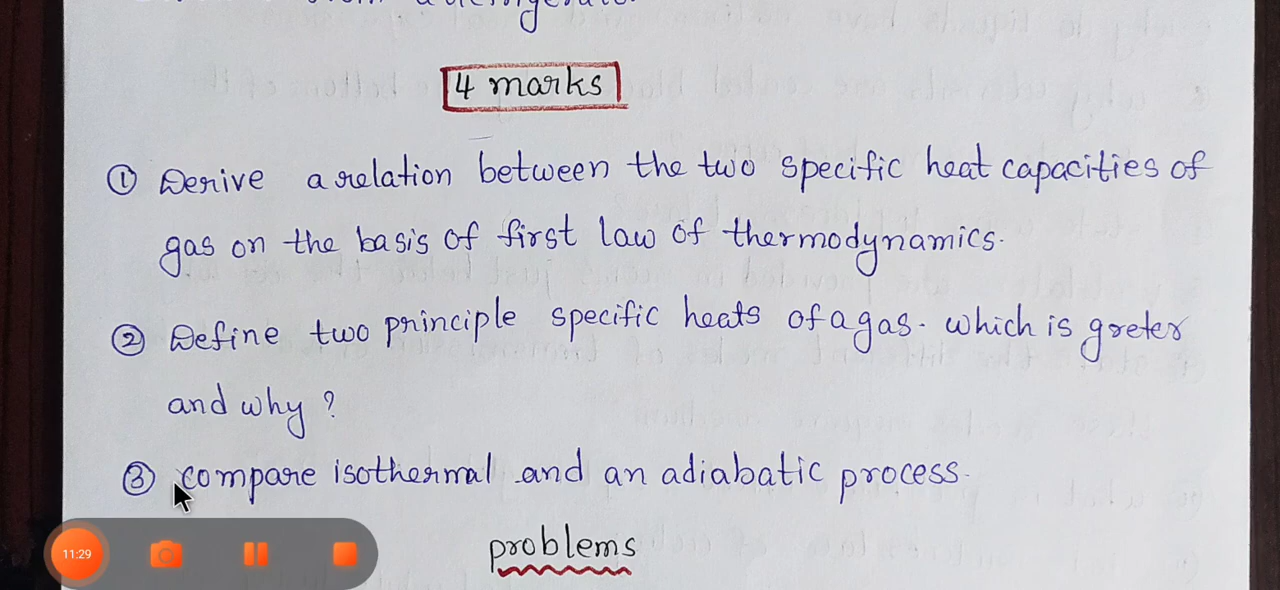 4 marks
① Derive a relation between the two specific heat capacities of
gas on the basis of first law of thermodynamics.
② Define two principle specific heats of a gas. which is greter
and why ?
③ compare isothermal and an adiabatic process.
problems
11:29